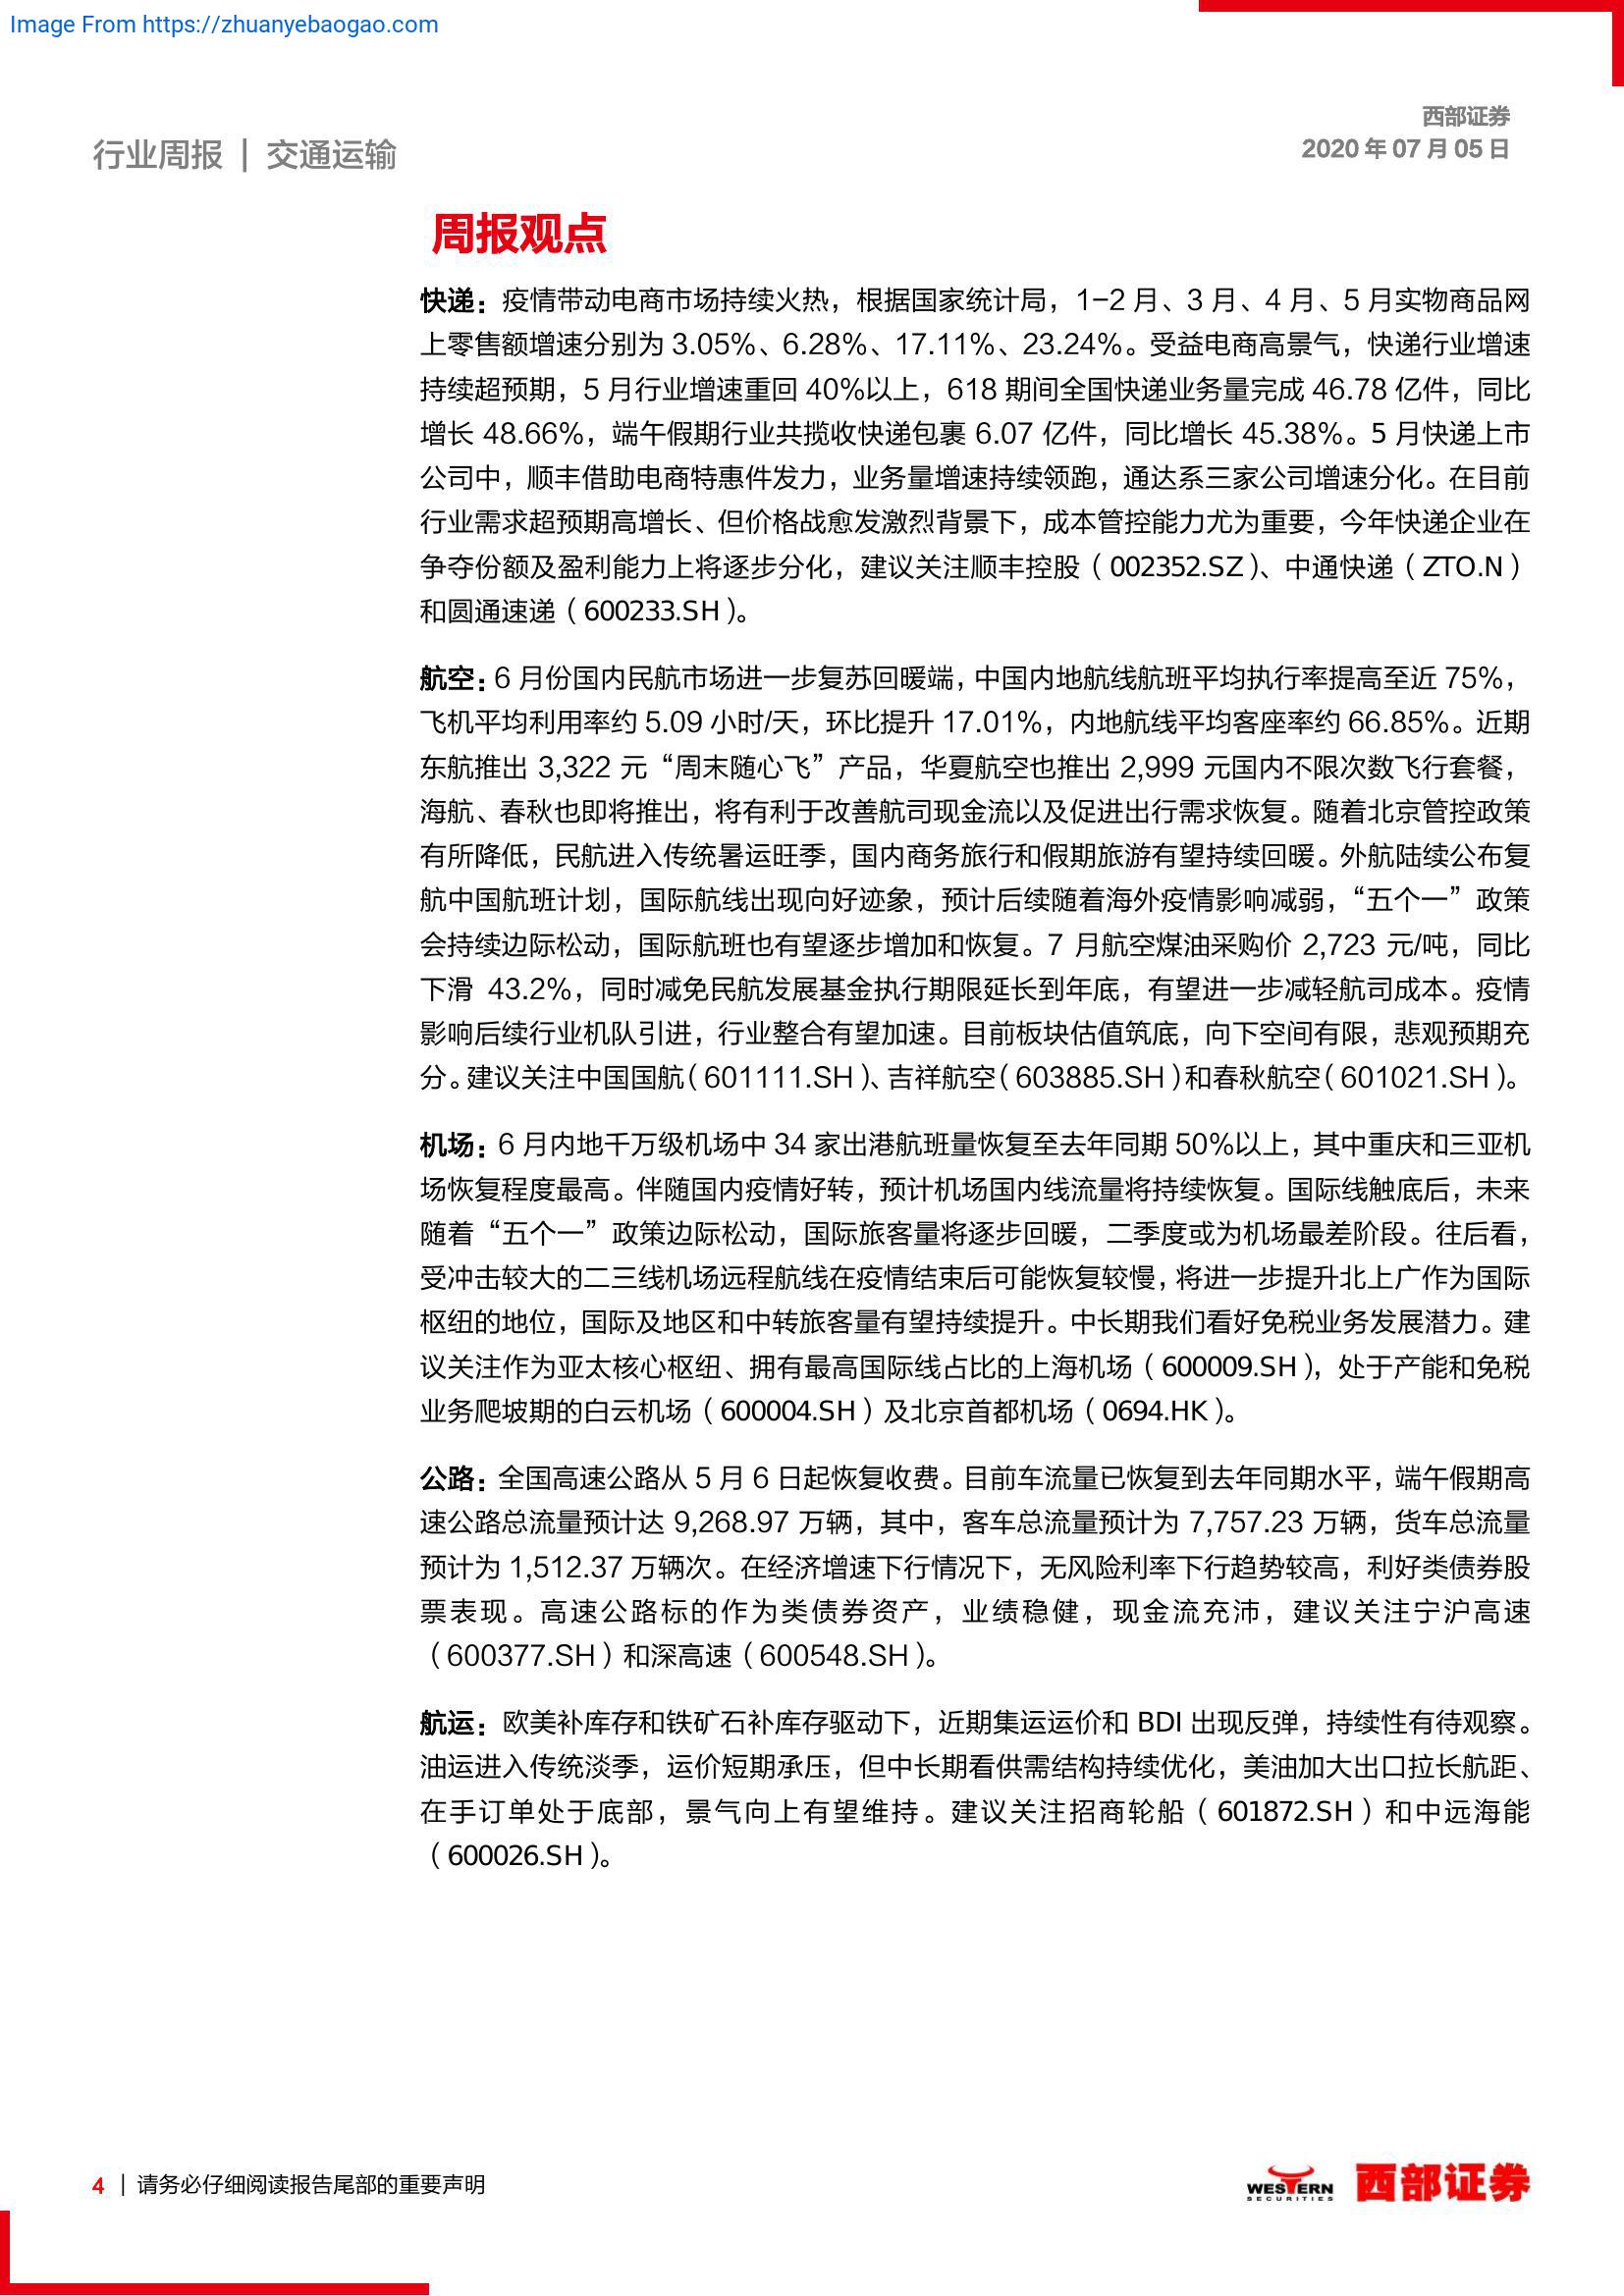 Image From https://zhuanyebaogao.com
西部证券
行业周报 | 交通运输
2020 年 07 月 05 日
周报观点
快递：疫情带动电商市场持续火热，根据国家统计局，1-2 月、3 月、4 月、5 月实物商品网
上零售额增速分别为 3.05%、6.28%、17.11%、23.24%。受益电商高景气，快递行业增速
持续超预期，5 月行业增速重回 40%以上，618 期间全国快递业务量完成 46.78 亿件，同比
增长 48.66%，端午假期行业共揽收快递包裹 6.07 亿件，同比增长 45.38%。5 月快递上市
公司中，顺丰借助电商特惠件发力，业务量增速持续领跑，通达系三家公司增速分化。在目前
行业需求超预期高增长、但价格战愈发激烈背景下，成本管控能力尤为重要，今年快递企业在
争夺份额及盈利能力上将逐步分化，建议关注顺丰控股（002352.SZ）、中通快递（ZTO.N）
和圆通速递（600233.SH）。
航空：6 月份国内民航市场进一步复苏回暖端，中国内地航线航班平均执行率提高至近 75%，
飞机平均利用率约 5.09 小时/天，环比提升 17.01%，内地航线平均客座率约 66.85%。近期
东航推出 3,322 元“周末随心飞”产品，华夏航空也推出 2,999 元国内不限次数飞行套餐，
海航、春秋也即将推出，将有利于改善航司现金流以及促进出行需求恢复。随着北京管控政策
有所降低，民航进入传统暑运旺季，国内商务旅行和假期旅游有望持续回暖。外航陆续公布复
航中国航班计划，国际航线出现向好迹象，预计后续随着海外疫情影响减弱，“五个一”政策
会持续边际松动，国际航班也有望逐步增加和恢复。7 月航空煤油采购价 2,723 元/吨，同比
下滑 43.2%，同时减免民航发展基金执行期限延长到年底，有望进一步减轻航司成本。疫情
影响后续行业机队引进，行业整合有望加速。目前板块估值筑底，向下空间有限，悲观预期充
分。建议关注中国国航（601111.SH）、吉祥航空（603885.SH）和春秋航空（601021.SH）。
机场：6 月内地千万级机场中 34 家出港航班量恢复至去年同期 50%以上，其中重庆和三亚机
场恢复程度最高。伴随国内疫情好转，预计机场国内线流量将持续恢复。国际线触底后，未来
随着“五个一”政策边际松动，国际旅客量将逐步回暖，二季度或为机场最差阶段。往后看，
受冲击较大的二三线机场远程航线在疫情结束后可能恢复较慢，将进一步提升北上广作为国际
枢纽的地位，国际及地区和中转旅客量有望持续提升。中长期我们看好免税业务发展潜力。建
议关注作为亚太核心枢纽、拥有最高国际线占比的上海机场（600009.SH），处于产能和免税
业务爬坡期的白云机场（600004.SH）及北京首都机场（0694.HK）。
公路：全国高速公路从 5 月 6 日起恢复收费。目前车流量已恢复到去年同期水平，端午假期高
速公路总流量预计达 9,268.97 万辆，其中，客车总流量预计为 7,757.23 万辆，货车总流量
预计为 1,512.37 万辆次。在经济增速下行情况下，无风险利率下行趋势较高，利好类债券股
票表现。高速公路标的作为类债券资产，业绩稳健，现金流充沛，建议关注宁沪高速
（600377.SH）和深高速（600548.SH）。
航运：欧美补库存和铁矿石补库存驱动下，近期集运运价和 BDI 出现反弹，持续性有待观察。
油运进入传统淡季，运价短期承压，但中长期看供需结构持续优化，美油加大出口拉长航距、
在手订单处于底部，景气向上有望维持。建议关注招商轮船（601872.SH）和中远海能
（600026.SH）。
4 | 请务必仔细阅读报告尾部的重要声明
WESTERN
SECURITIES
西部证券